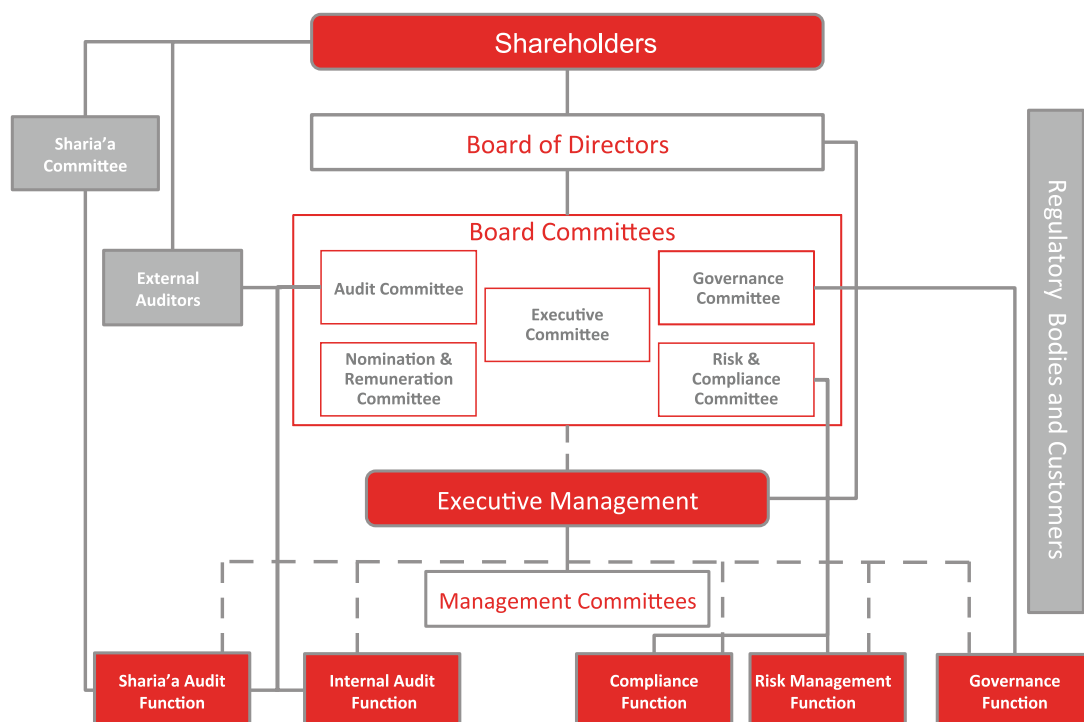 Shareholders
Sharia'a
Committee
Board of Directors
External
Auditors
Board Committees
Audit Committee
Executive
Committee
Governance
Committee
Nomination &
Remuneration
Committee
Risk &
Compliance
Committee
Regulatory Bodies and Customers
Executive Management
Management Committees
Sharia'a Audit
Function
Internal Audit
Function
Compliance
Function
Risk Management
Function
Governance
Function